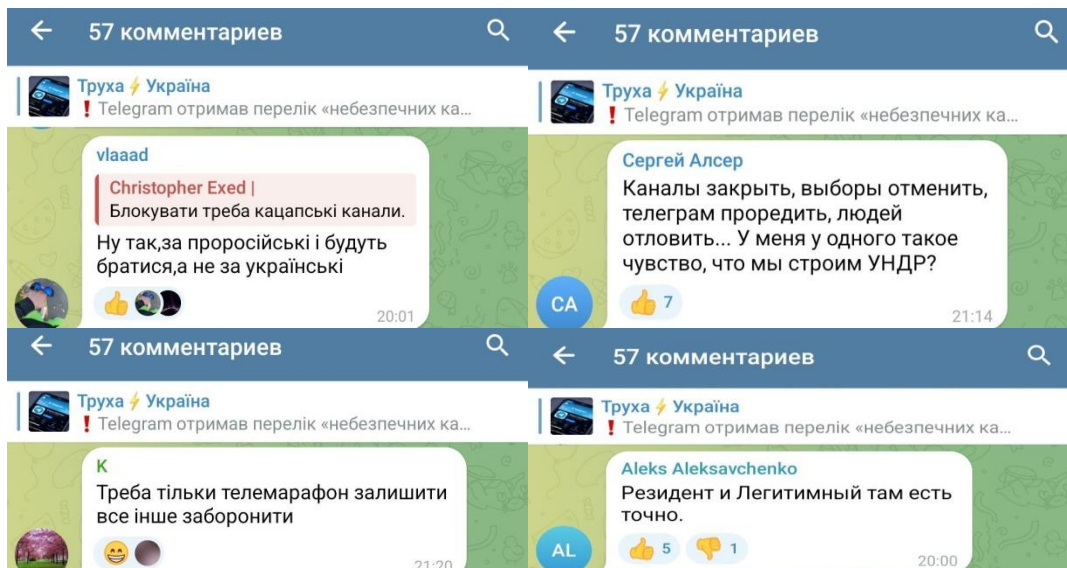 57 комментариев
Труха⚡Україна
❗ Telegram отримав перелік «небезпечних ка...
vlaaad
Christopher Exed |
Блокувати треба кацапські канали.
Ну так,за проросійські і будуть
братися,а не за українські
20:01
57 комментариев
Труха⚡Україна
❗ Telegram отримав перелік «небезпечних ка...
Сергей Алсер
Каналы закрыть, выборы отменить,
телеграм проредить, людей
отловить... У меня у одного такое
чувство, что мы строим УНДР?
СА
7
21:14
57 комментариев
Труха⚡Україна
❗ Telegram отримав перелік «небезпечних ка...
K
Треба тільки телемарафон залишити
все інше заборонити
21:20
57 комментариев
Труха⚡Україна
❗ Telegram отримав перелік «небезпечних ка...
Aleks Aleksavchenko
Резидент и Легитимный там есть
точно.
AL
5 1
20:00